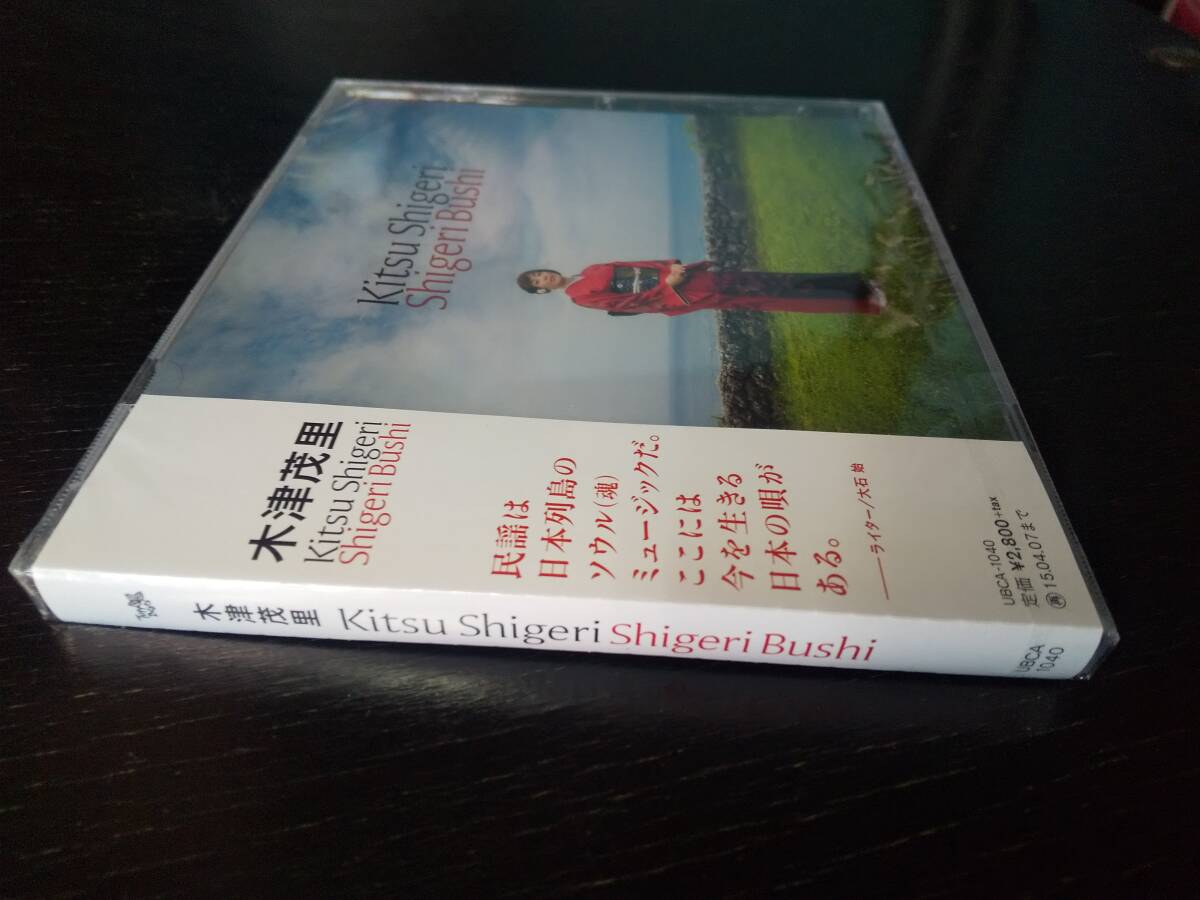 Kitsu Shigeri
Shigeri Bushi
木津茂里
Kitsu Shigeri
Shigeri Bushi
民謡は
日本列島の
ソウル(魂)
ミュージックだ。
ここには
今を生きる
日本の唄が
ある。
——ライター/大石 始
UBCA-1040
定価 ¥2,800+tax
再 15.04.07まで
木津茂里 Kitsu Shigeri Shigeri Bushi
UBCA
1040